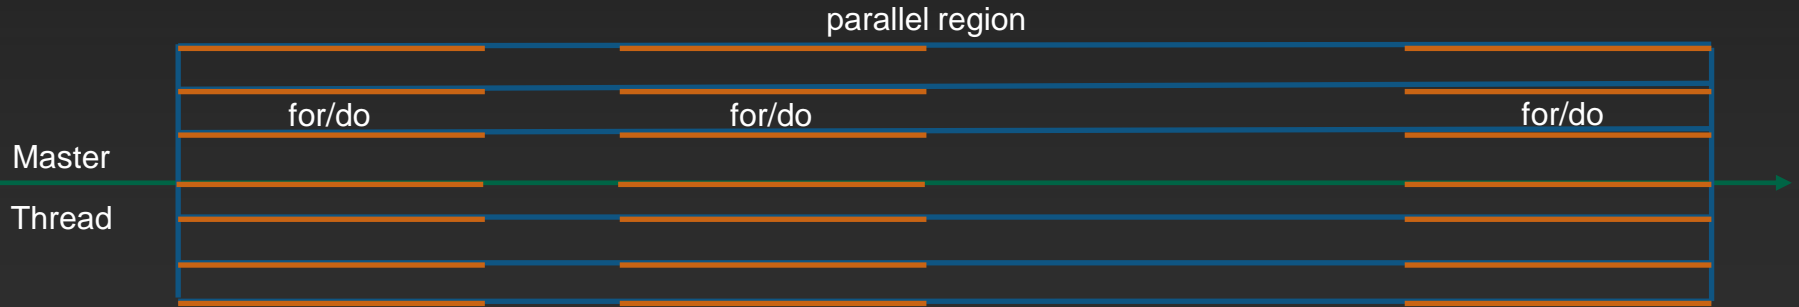 parallel region
for/do
for/do
for/do
Master
Thread